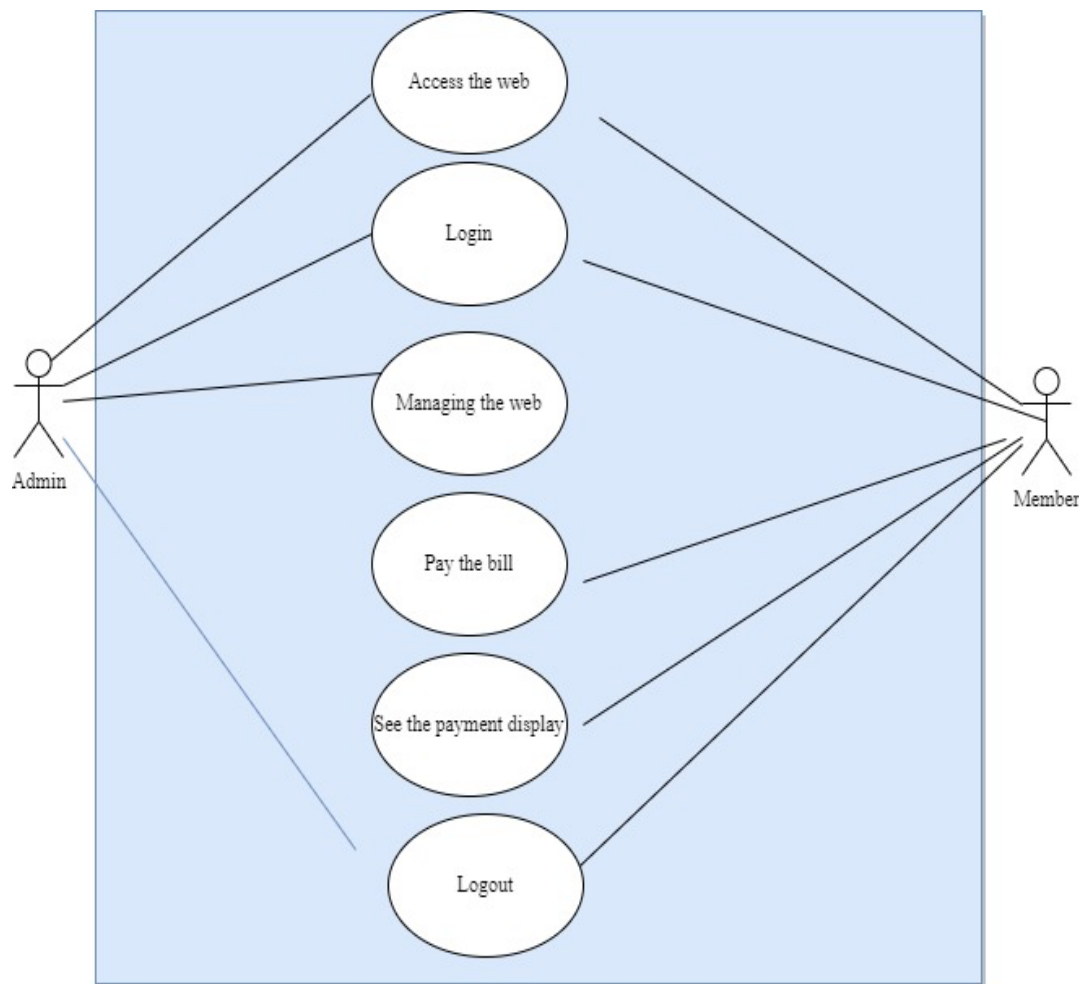 Access the web
Login
Managing the web
Admin
Member
Pay the bill
See the payment display
Logout